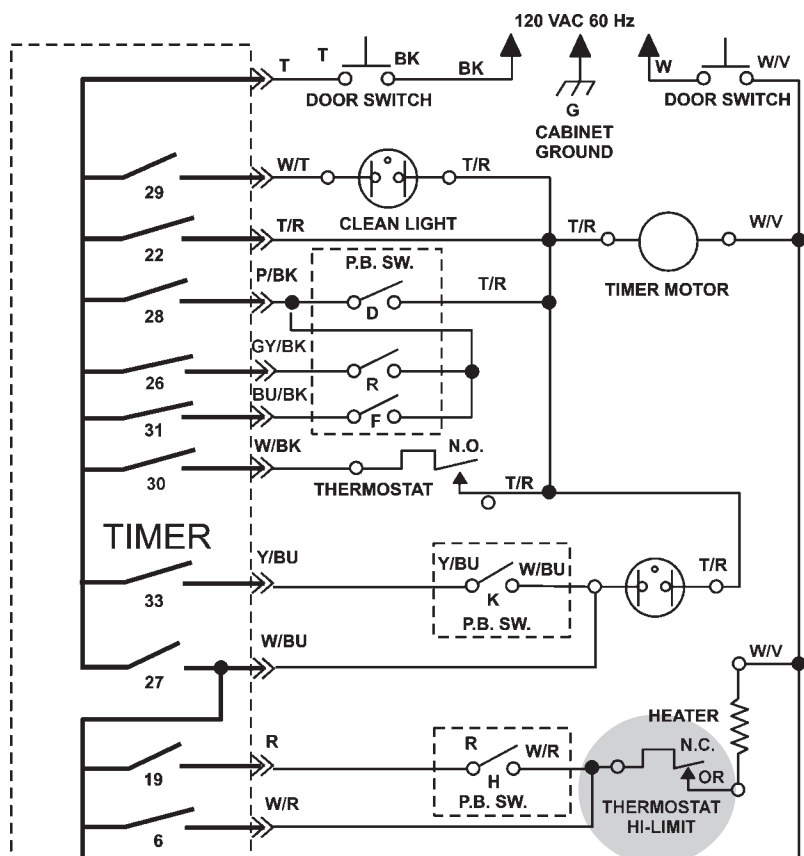 120 VAC 60 Hz
T
T
BK
BK
DOOR SWITCH
G
CABINET
GROUND
W
W/V
DOOR SWITCH
W/T
T/R
29
CLEAN LIGHT
T/R
22
T/R
W/V
TIMER MOTOR
P.B. SW.
P/BK
T/R
28
D
GY/BK
26
R
BU/BK
31
F
W/BK
N.O.
30
THERMOSTAT
T/R
TIMER
Y/BU
Y/BU
W/BU
T/R
33
K
P.B. SW.
W/BU
27
W/V
HEATER
R
R
W/R
N.C.
19
H
OR
P.B. SW.
W/R
THERMOSTAT
HI-LIMIT
6